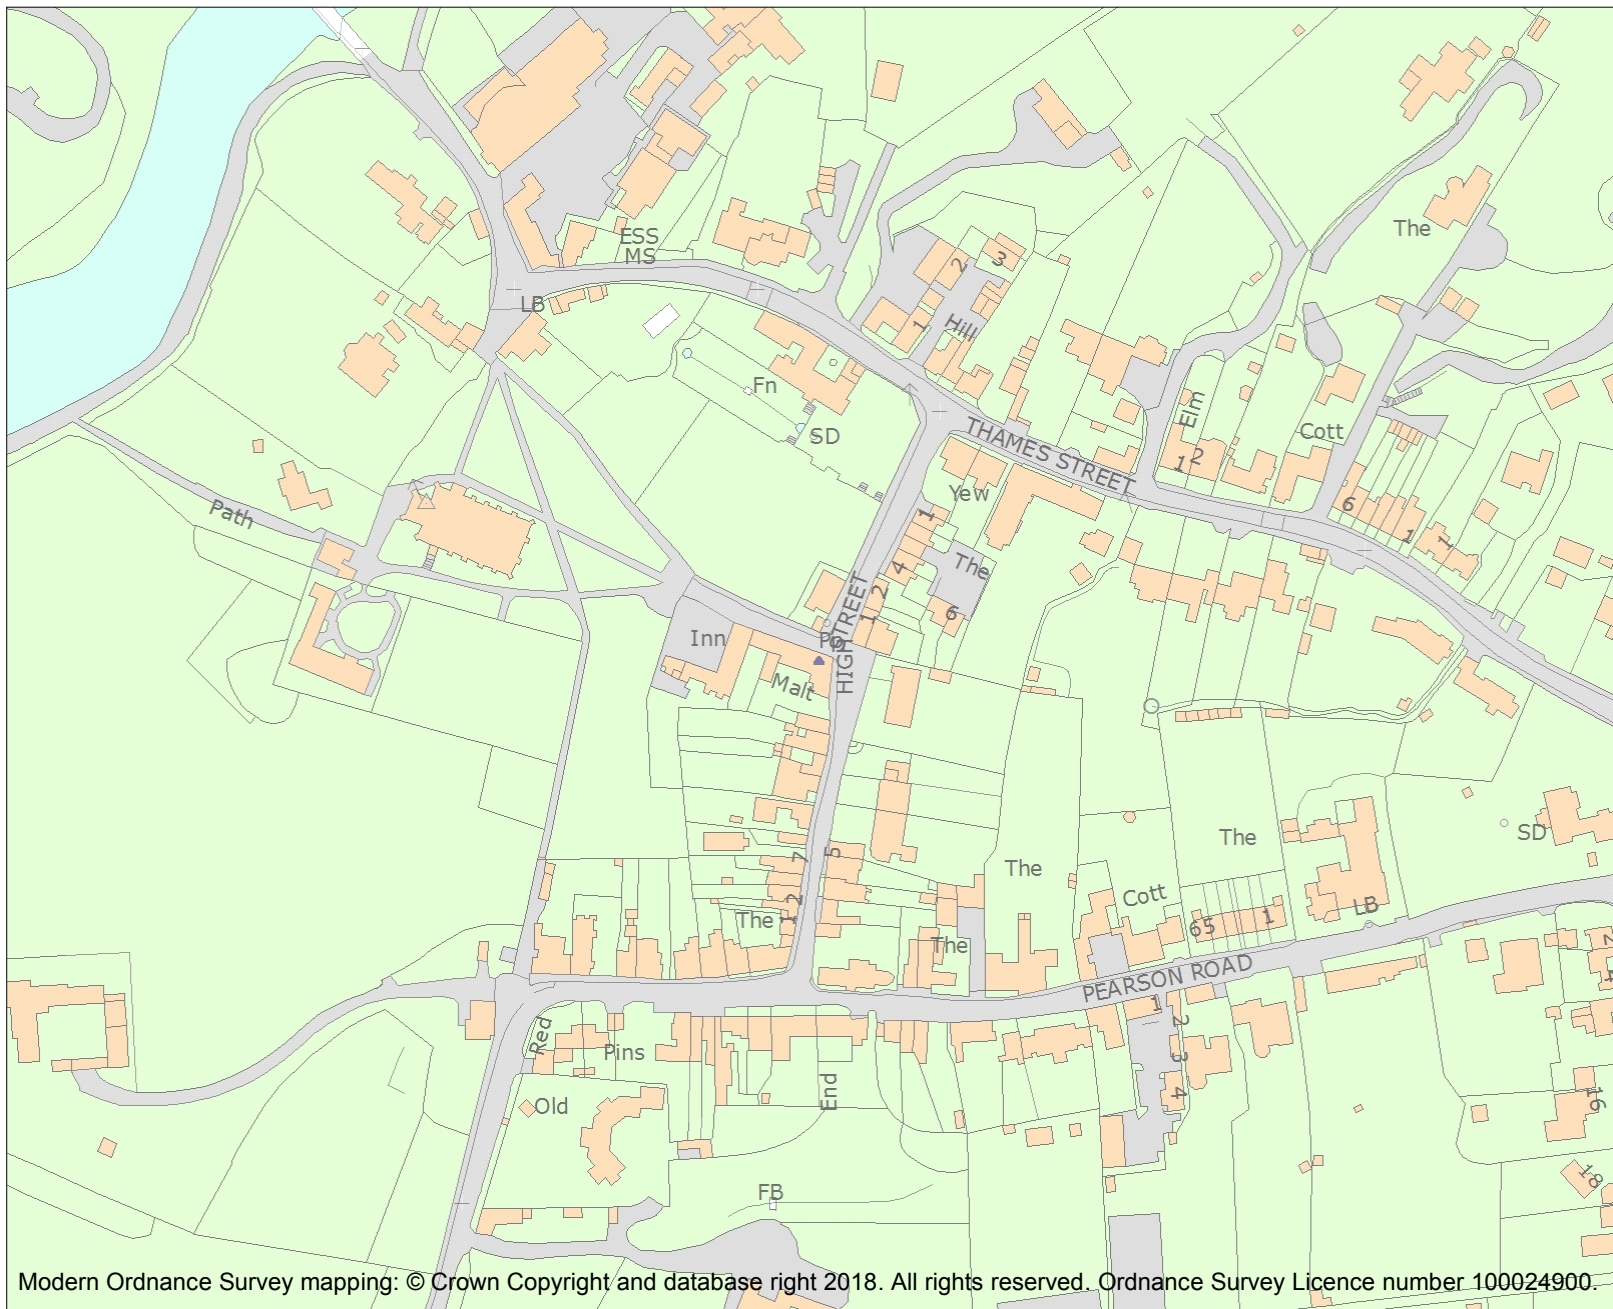 ESS
MS
LB
2
3
1
Hill
The
Fn
SD
THAMES STREET
Elm
1
2
Cott
6
1
1
Yew
1
The
4
2
6
1
HIGH STREET
Path
Inn
Malt
7
5
2
1
The
The
The
Cott
The
65
1
LB
SD
PEARSON ROAD
1
2
3
4
2
4
16
18
Red
Pins
Old
End
FB
Modern Ordnance Survey mapping: © Crown Copyright and database right 2018. All rights reserved. Ordnance Survey Licence number 100024900.